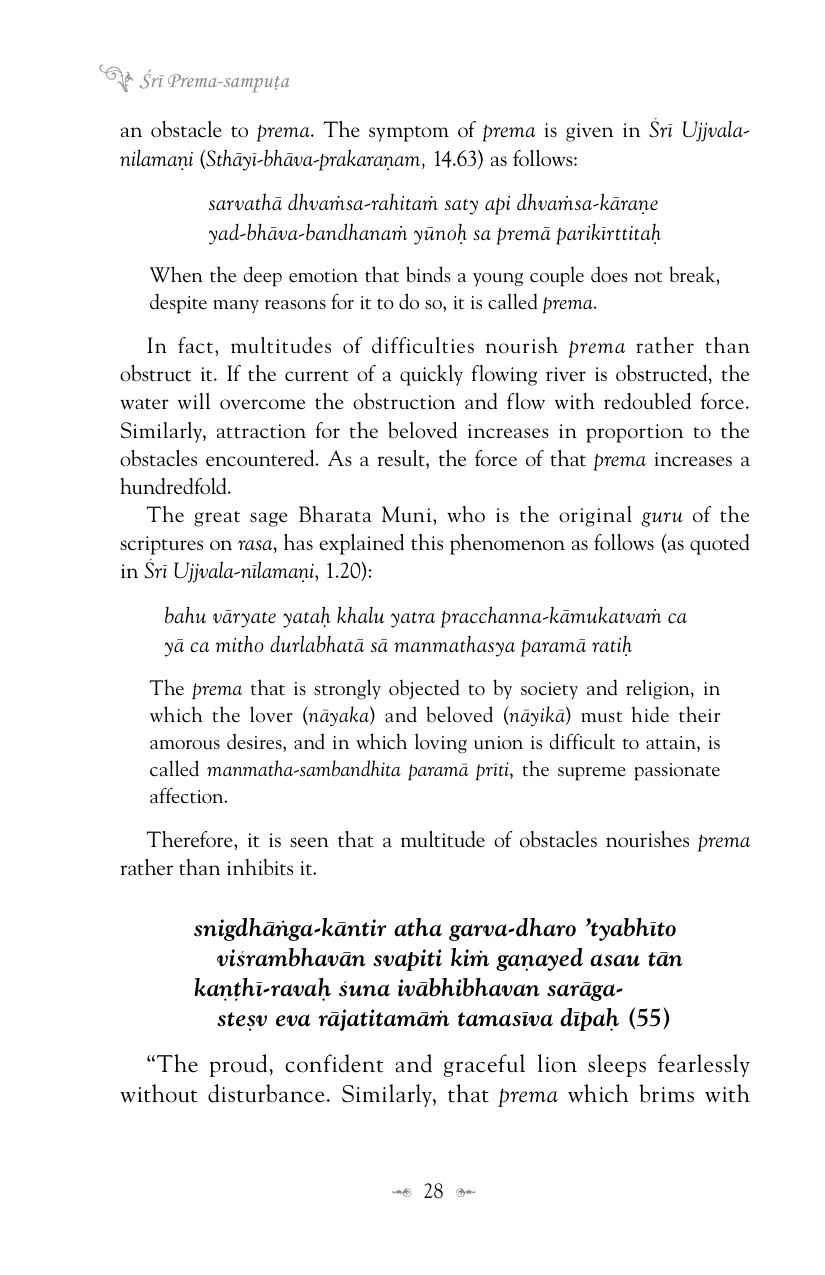 Śrī Prema-sampuṭa
an obstacle to prema. The symptom of prema is given in Śrī Ujjvala-
nilamaṇi (Sthāyī-bhāva-prakaraṇam, 14.63) as follows:
sarvathā dhvaṁsa-rahitaṁ saty api dhvaṁsa-kāraṇe
yad-bhāva-bandhanaṁ yūnoḥ sa premā parikīrttitaḥ
When the deep emotion that binds a young couple does not break,
despite many reasons for it to do so, it is called prema.
In fact, multitudes of difficulties nourish prema rather than
obstruct it. If the current of a quickly flowing river is obstructed, the
water will overcome the obstruction and flow with redoubled force.
Similarly, attraction for the beloved increases in proportion to the
obstacles encountered. As a result, the force of that prema increases a
hundredfold.
The great sage Bharata Muni, who is the original guru of the
scriptures on rasa, has explained this phenomenon as follows (as quoted
in Śrī Ujjvala-nīlamaṇi, 1.20):
bahu vāryate yataḥ khalu yatra pracchanna-kāmukatvaṁ ca
yā ca mitho durlabhatā sā manmathasya paramā ratiḥ
The prema that is strongly objected to by society and religion, in
which the lover (nāyaka) and beloved (nāyikā) must hide their
amorous desires, and in which loving union is difficult to attain, is
called manmatha-sambandhita paramā prīti, the supreme passionate
affection.
Therefore, it is seen that a multitude of obstacles nourishes prema
rather than inhibits it.
snigdhāṅga-kāntir atha garva-dharo ’tyabhīto
viśrambhavān svapiti kiṁ gaṇayed asau tān
kaṇṭhī-ravaḥ śuna ivābhibhavan sarāga-
steṣv eva rājatitamāṁ tamasīva dīpaḥ (55)
“The proud, confident and graceful lion sleeps fearlessly
without disturbance. Similarly, that prema which brims with
28